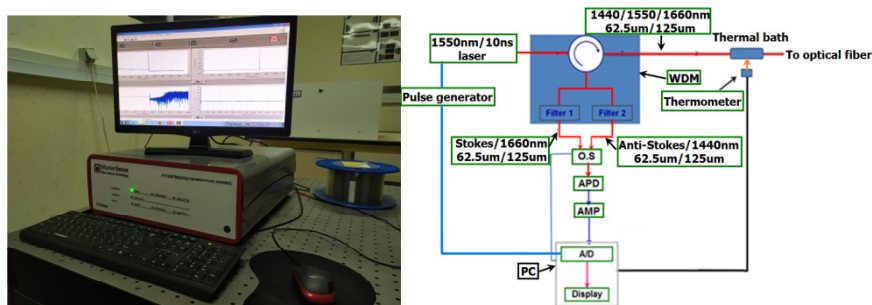 1550nm/10ns
laser
1440/1550/1660nm
62.5um/125um
Thermal bath
To optical fiber
WDM
Thermometer
Pulse generator
Filter 1
Filter 2
Stokes/1660nm
62.5um/125um
Anti-Stokes/1440nm
62.5um/125um
O.S
APD
AMP
PC
A/D
Display